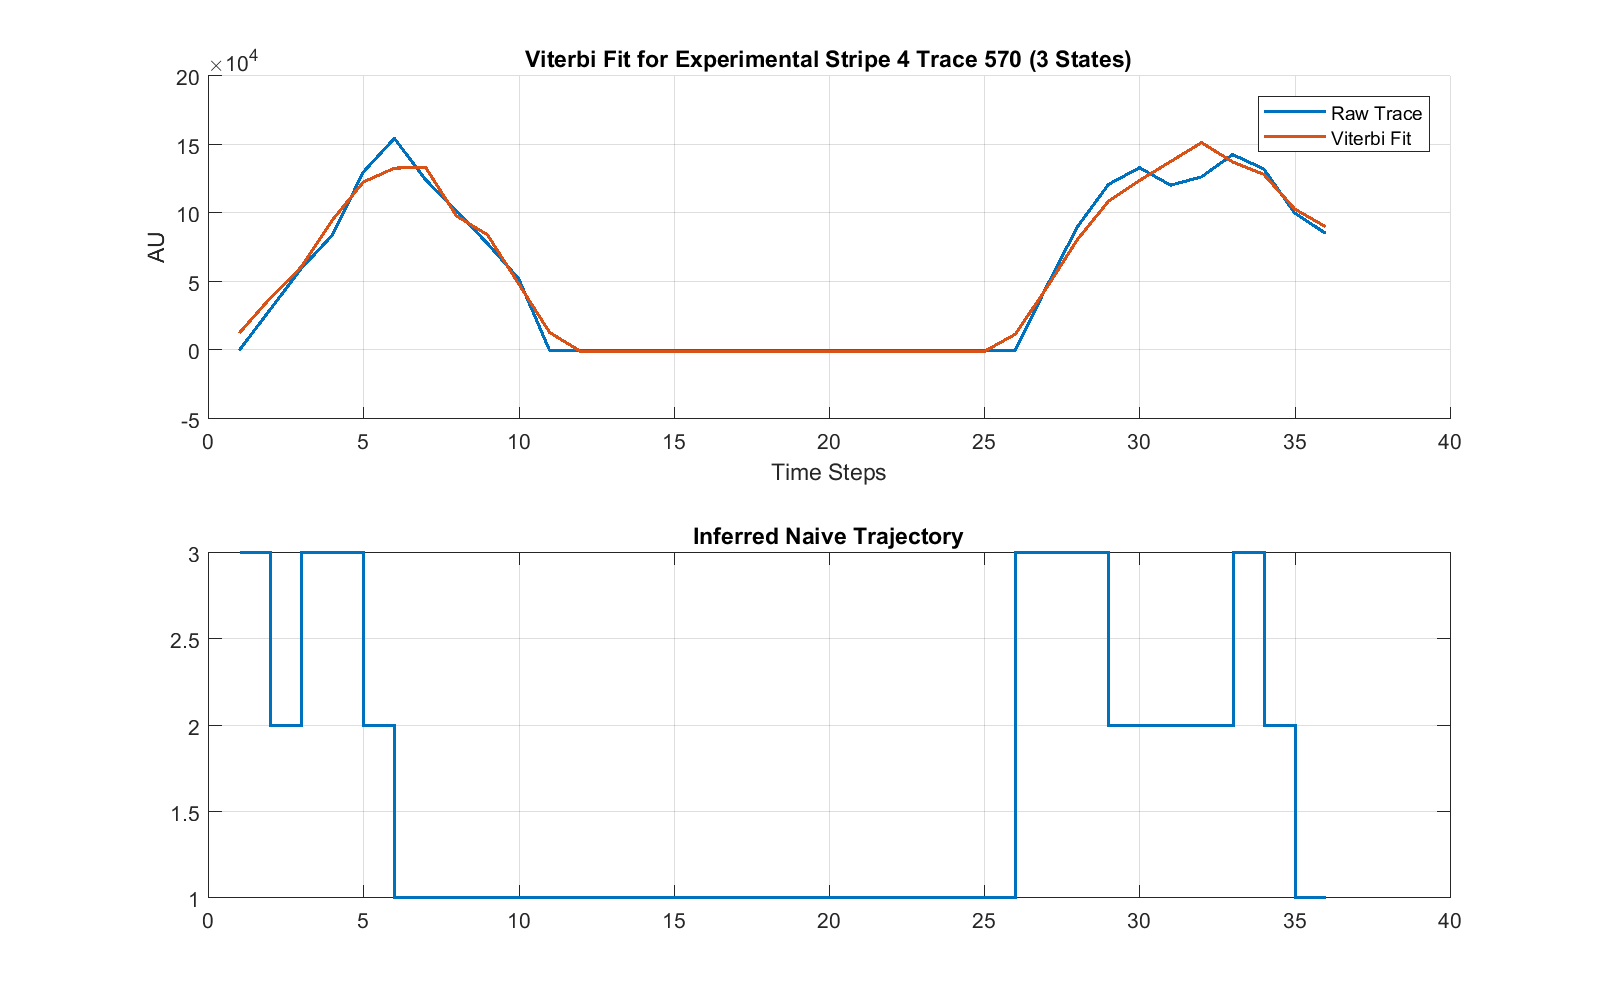 Viterbi Fit for Experimental Stripe 4 Trace 570 (3 States)
×10^4
20
15
10
5
0
-5
AU
Raw Trace
Viterbi Fit
0 5 10 15 20 25 30 35 40
Time Steps
Inferred Naive Trajectory
3
2.5
2
1.5
1
0 5 10 15 20 25 30 35 40